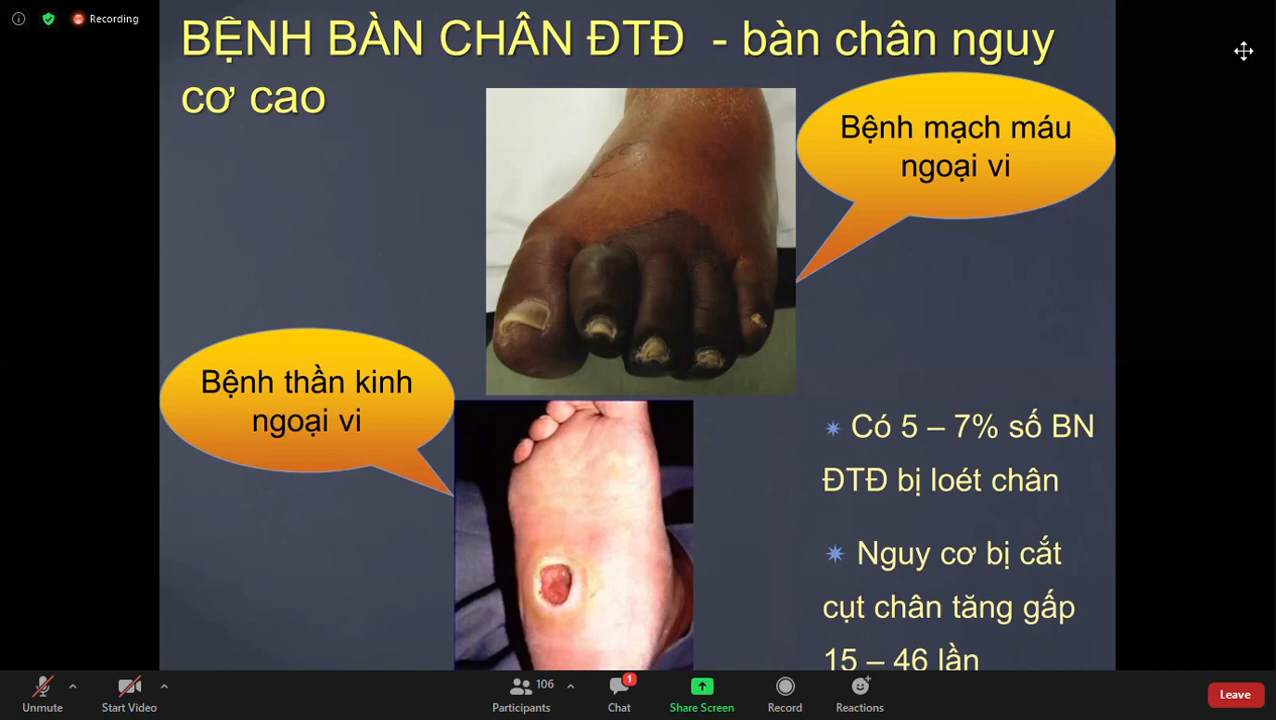 Recording
BỆNH BÀN CHÂN ĐTĐ - bàn chân nguy
cơ cao
Bệnh mạch máu
ngoại vi
Bệnh thần kinh
ngoại vi
Có 5 – 7% số BN
ĐTĐ bị loét chân
Nguy cơ bị cắt
cụt chân tăng gấp
15 – 46 lần
Unmute
Start Video
106
Participants
1
Chat
Share Screen
Record
Reactions
Leave